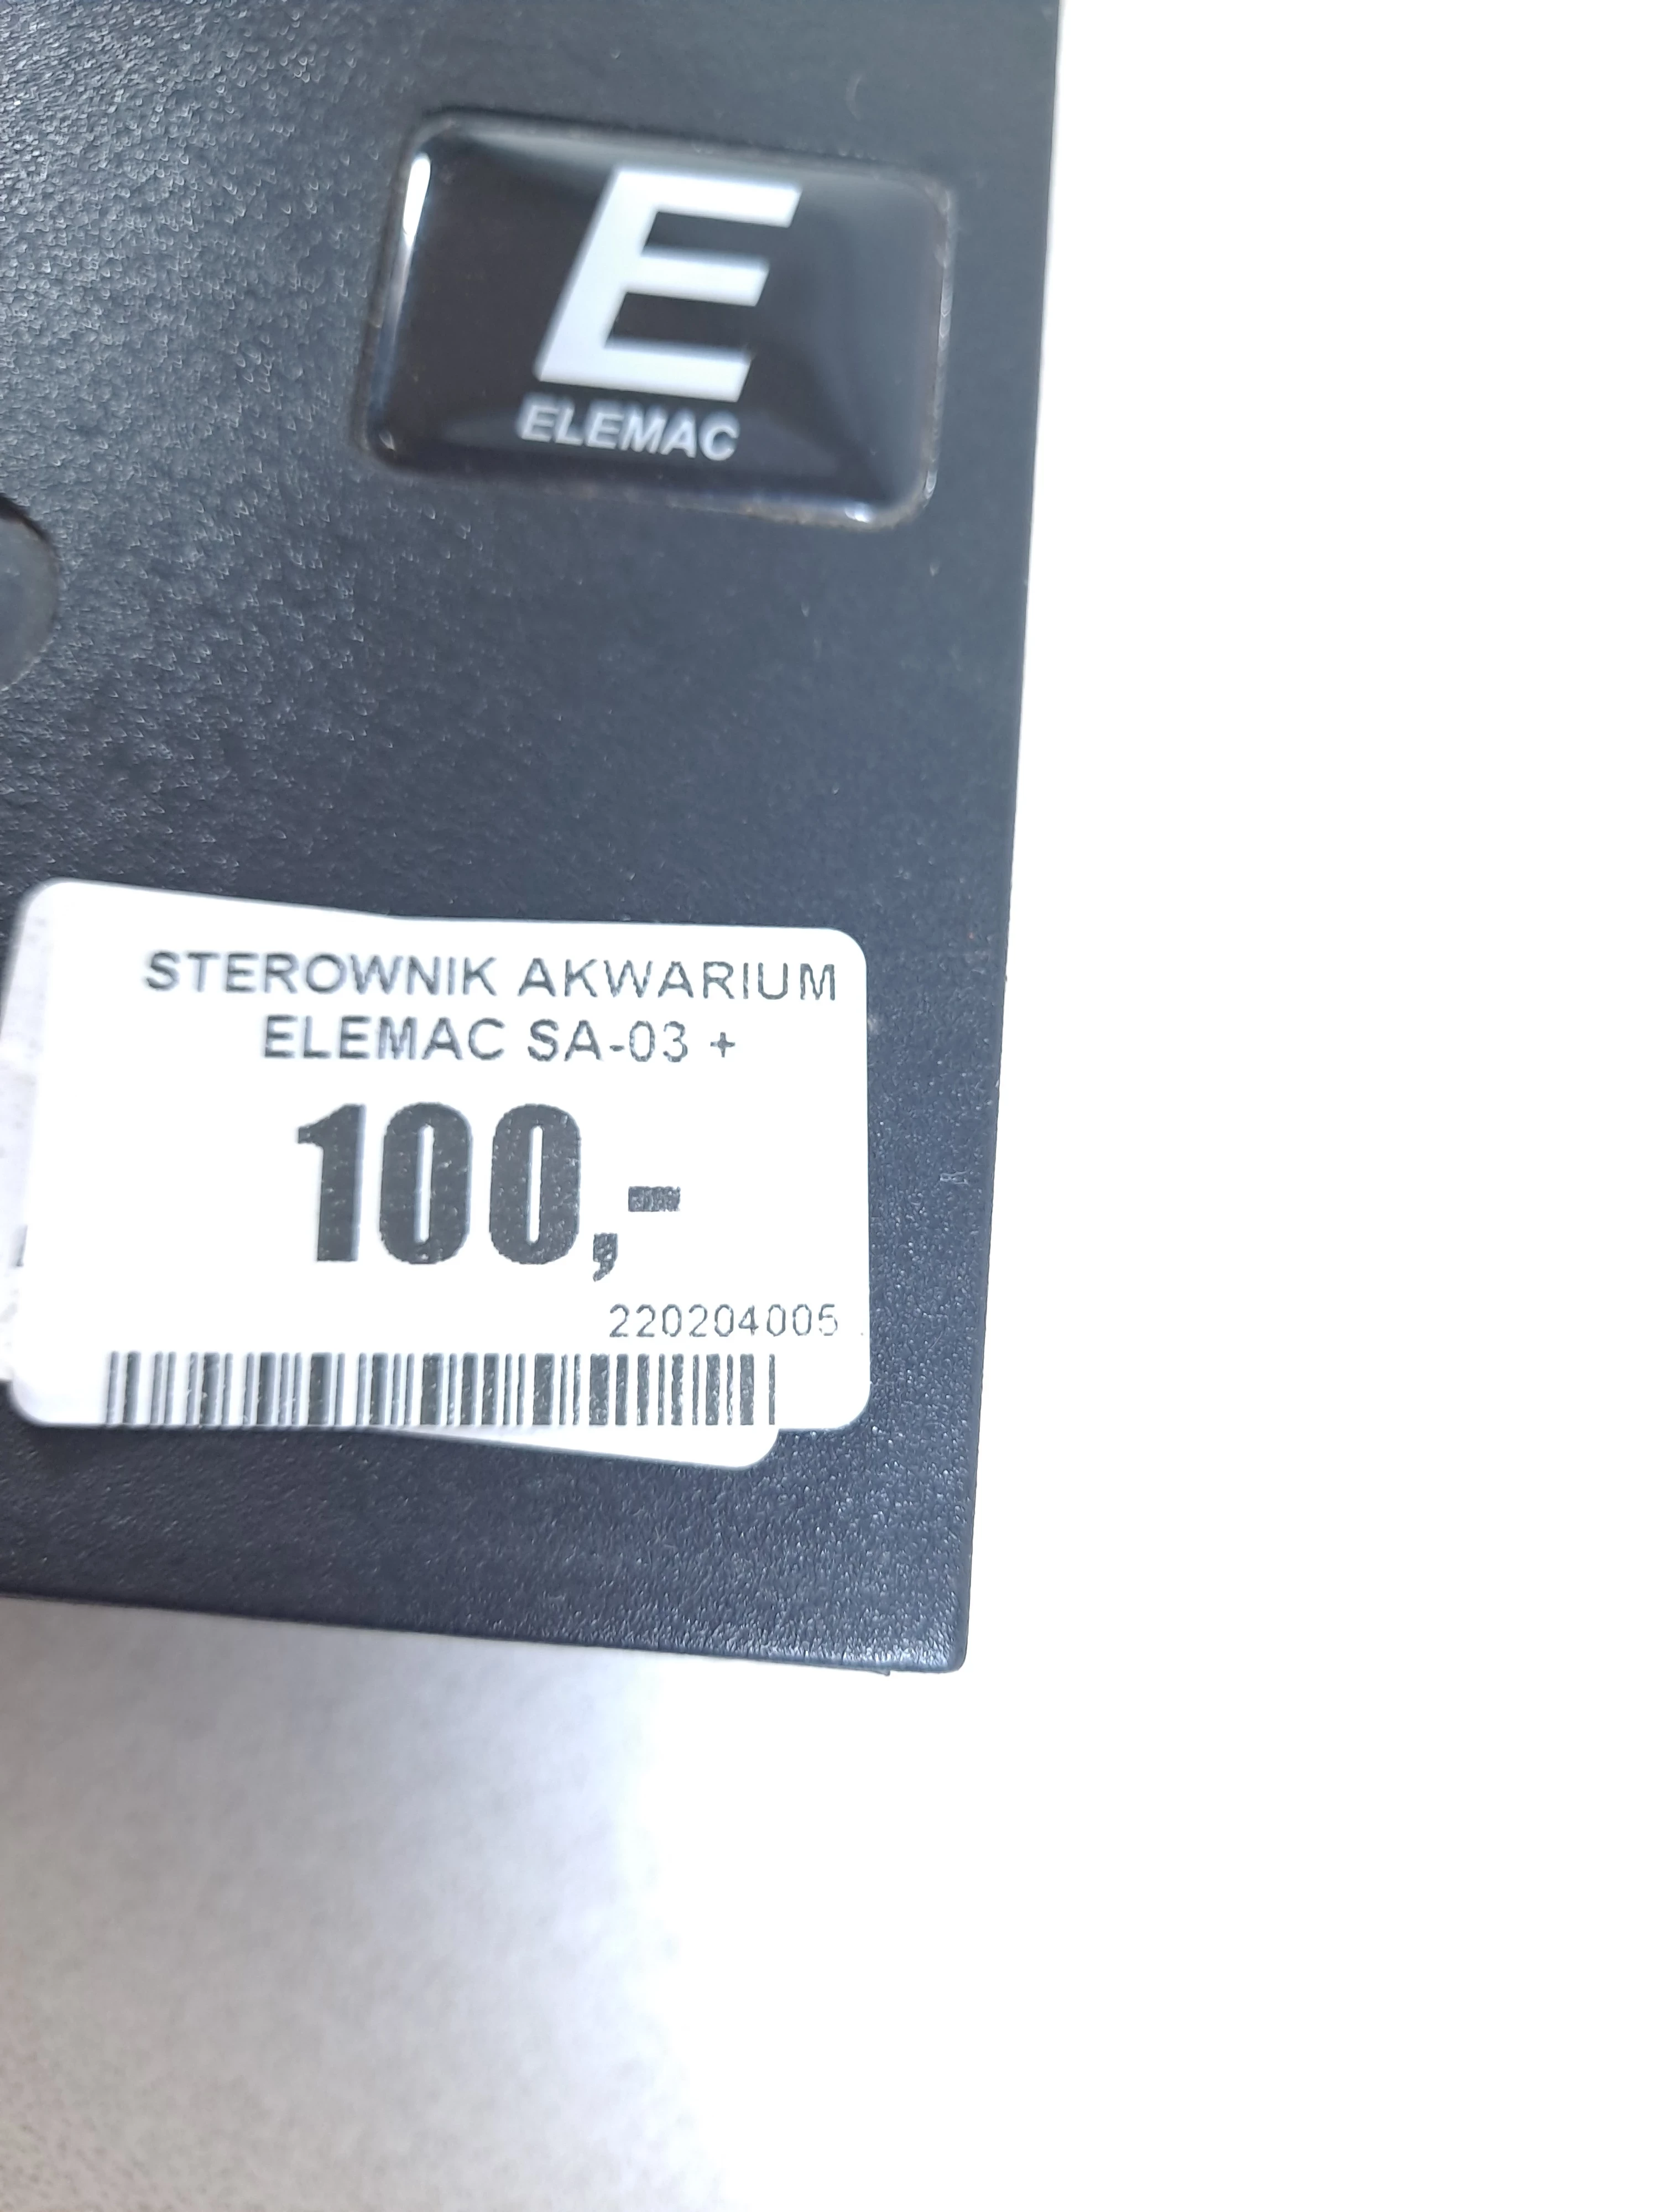 E
ELEMAC
STEROWNIK AKWARIUM
ELEMAC SA-03 +
100,-
220204005